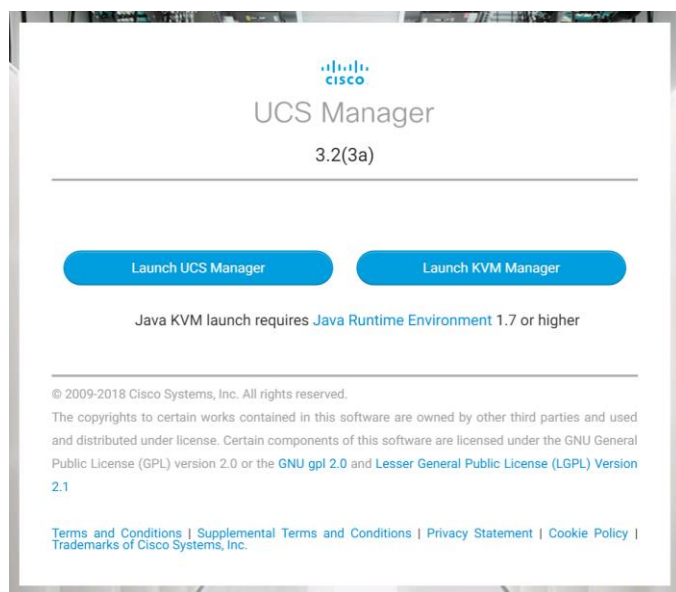 CISCO
UCS Manager
3.2(3a)
Launch UCS Manager
Launch KVM Manager
Java KVM launch requires Java Runtime Environment 1.7 or higher
© 2009-2018 Cisco Systems, Inc. All rights reserved.
The copyrights to certain works contained in this software are owned by other third parties and used
and distributed under license. Certain components of this software are licensed under the GNU General
Public License (GPL) version 2.0 or the GNU gpl 2.0 and Lesser General Public License (LGPL) Version
2.1
Terms and Conditions | Supplemental Terms and Conditions | Privacy Statement | Cookie Policy |
Trademarks of Cisco Systems, Inc.